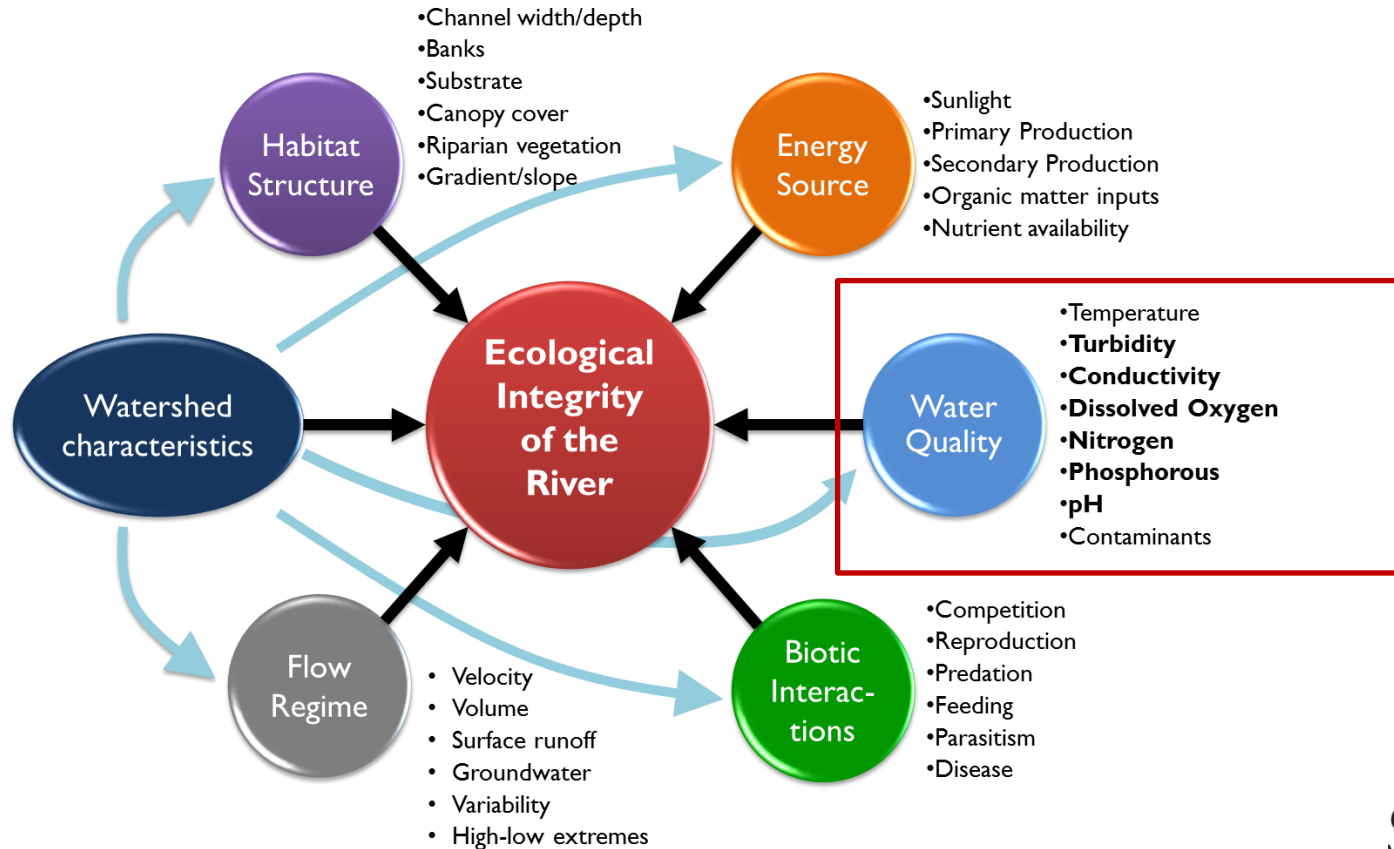 •Channel width/depth
•Banks
•Substrate
•Canopy cover
•Riparian vegetation
•Gradient/slope
Habitat
Structure
Energy
Source
•Sunlight
•Primary Production
•Secondary Production
•Organic matter inputs
•Nutrient availability
Watershed
characteristics
Ecological
Integrity
of the
River
Water
Quality
•Temperature
•Turbidity
•Conductivity
•Dissolved Oxygen
•Nitrogen
•Phosphorous
•pH
•Contaminants
Flow
Regime
• Velocity
• Volume
• Surface runoff
• Groundwater
• Variability
• High-low extremes
Biotic
Interac-
tions
•Competition
•Reproduction
•Predation
•Feeding
•Parasitism
•Disease